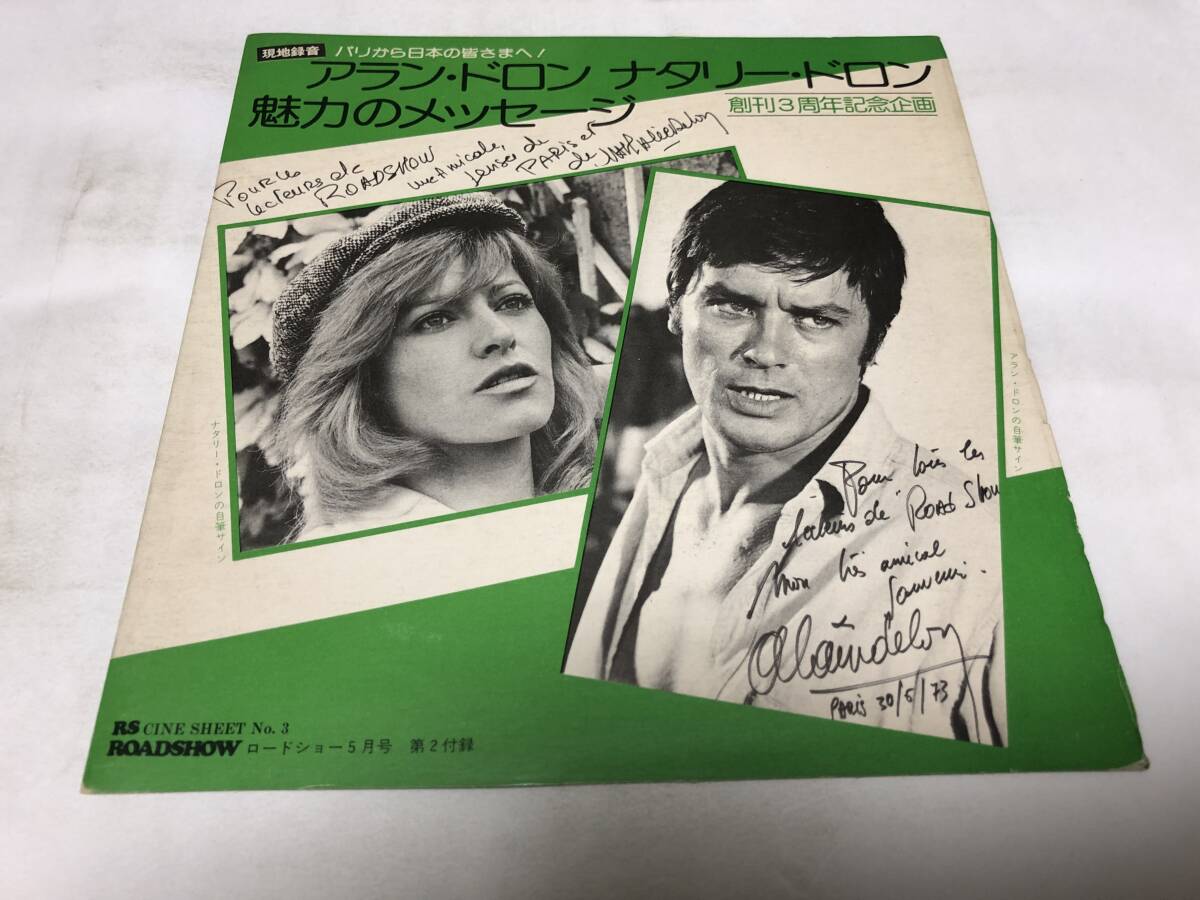 現地録音 パリから日本の皆さまへ!
アラン・ドロン ナタリー・ドロン
魅力のメッセージ
創刊3周年記念企画
Pour les
lecteurs de
ROADSHOW
une Amicale
pensée de
PARIS et
de Nathalie Delon
ナタリー・ドロンの自筆サイン
アラン・ドロンの自筆サイン
Pour tous les
lecteurs de "ROAD SHOW
Mon très amical
Souvenir.
Alain Delon
PARIS 30/5/73
RS CINE SHEET No. 3
ROADSHOW ロードショー5月号 第2付録